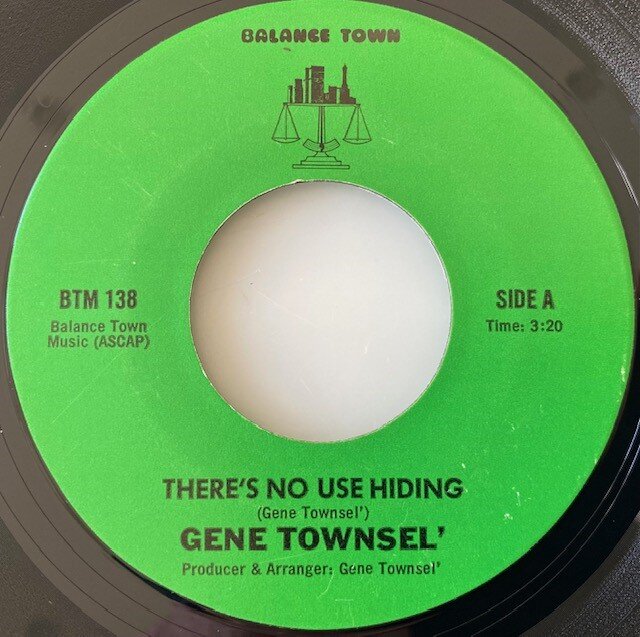 BALANCE TOWN
BTM 138
Balance Town
Music (ASCAP)
SIDE A
Time: 3:20
THERE'S NO USE HIDING
(Gene Townsel')
GENE TOWNSEL'
Producer & Arranger: Gene Townsel'